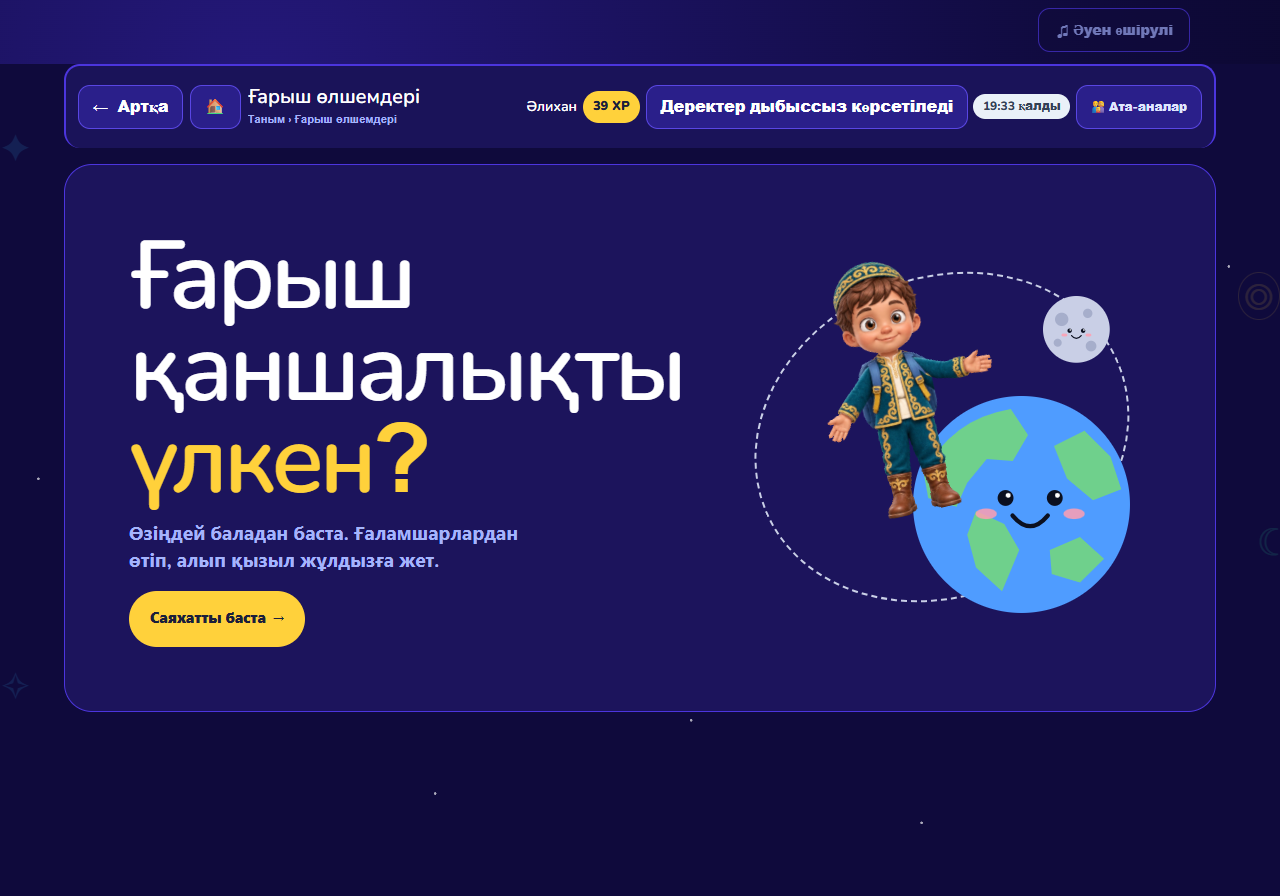 ♫ Әуен өшірулі
← Артқа
Ғарыш өлшемдері
Таным › Ғарыш өлшемдері
Әлихан
39 XP
Деректер дыбыссыз көрсетіледі
19:33 қалды
Ата-аналар
Ғарыш
қаншалықты
үлкен?
Өзіңдей баладан баста. Ғаламшарлардан
өтіп, алып қызыл жұлдызға жет.
Саяхатты баста →